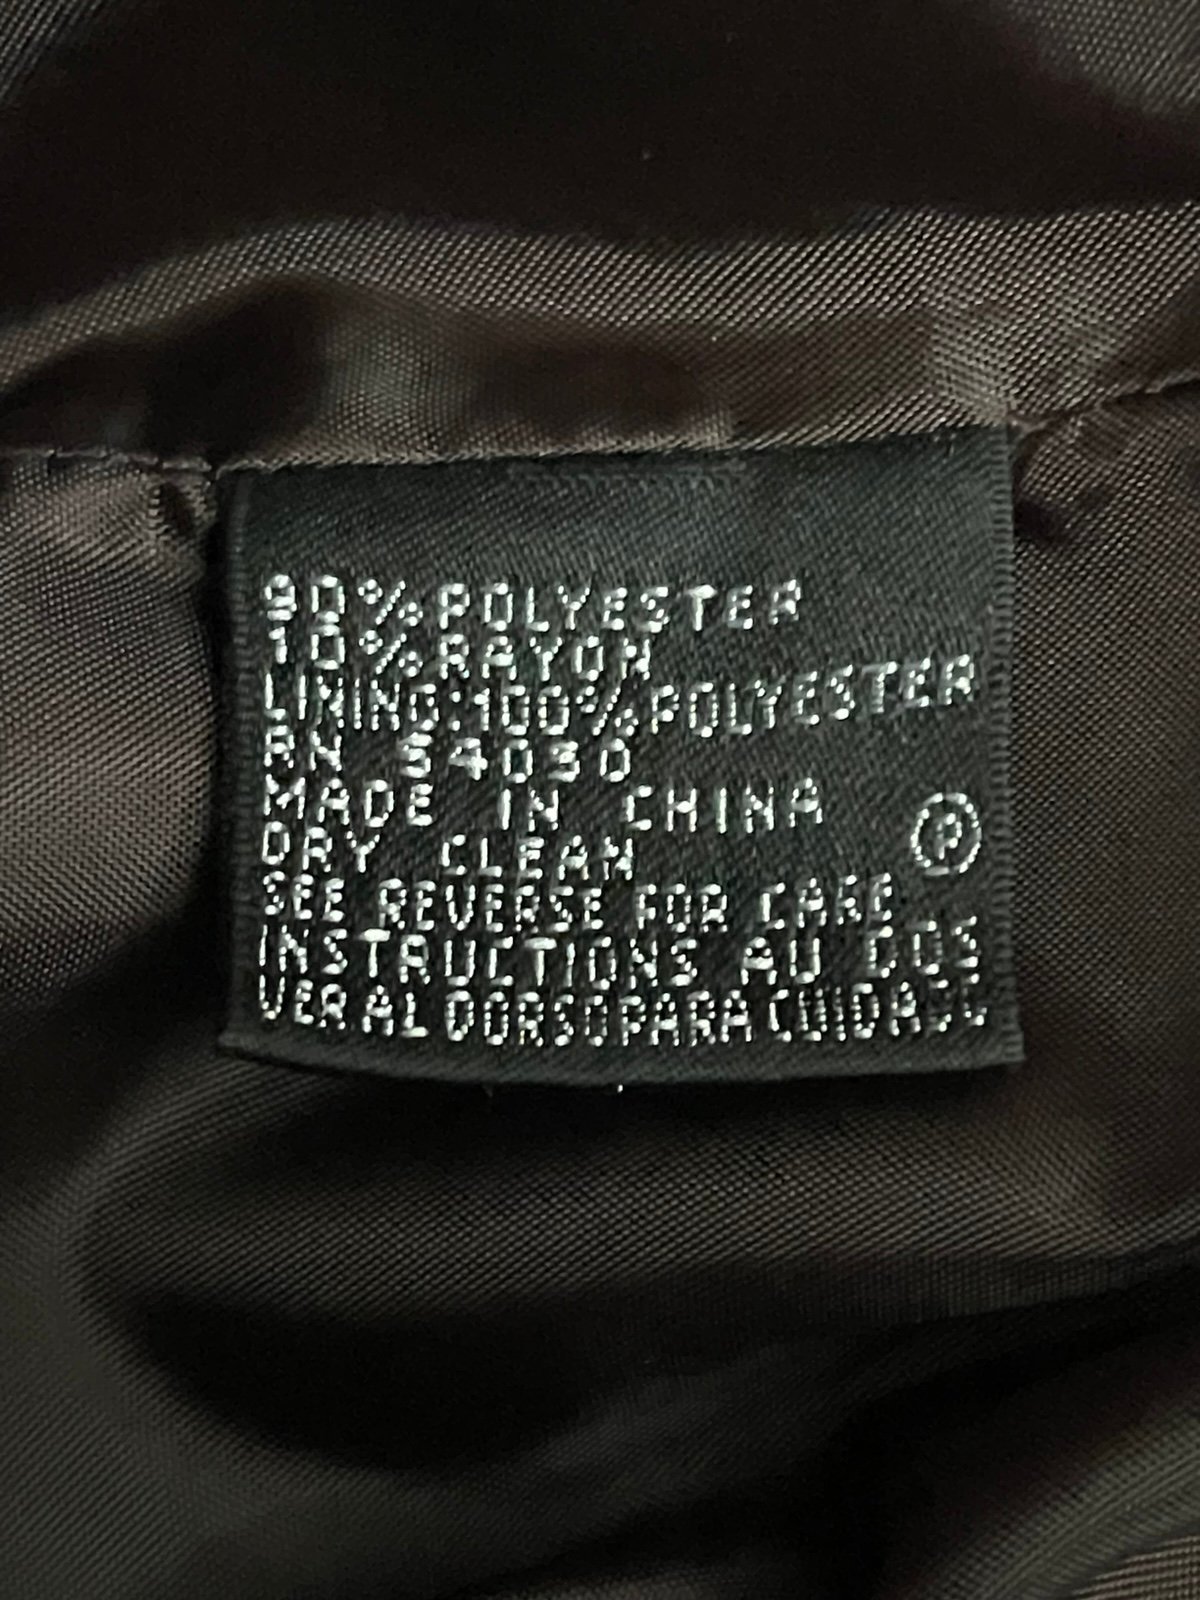 90% POLYESTER
10% RAYON
LINING:100% POLYESTER
RN 54030
MADE IN CHINA
DRY CLEAN Ⓟ
SEE REVERSE FOR CARE
INSTRUCTIONS AU DOS
VER AL DORSO PARA CUIDADO